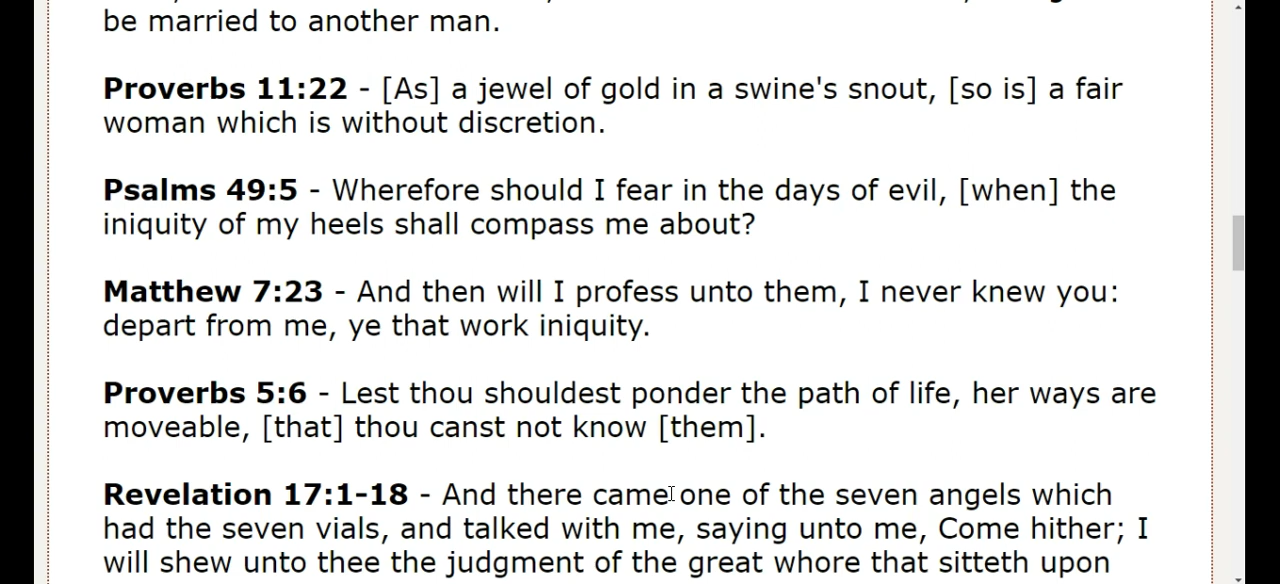 be married to another man.
Proverbs 11:22 - [As] a jewel of gold in a swine's snout, [so is] a fair
woman which is without discretion.
Psalms 49:5 - Wherefore should I fear in the days of evil, [when] the
iniquity of my heels shall compass me about?
Matthew 7:23 - And then will I profess unto them, I never knew you:
depart from me, ye that work iniquity.
Proverbs 5:6 - Lest thou shouldest ponder the path of life, her ways are
moveable, [that] thou canst not know [them].
Revelation 17:1-18 - And there came one of the seven angels which
had the seven vials, and talked with me, saying unto me, Come hither; I
will shew unto thee the judgment of the great whore that sitteth upon